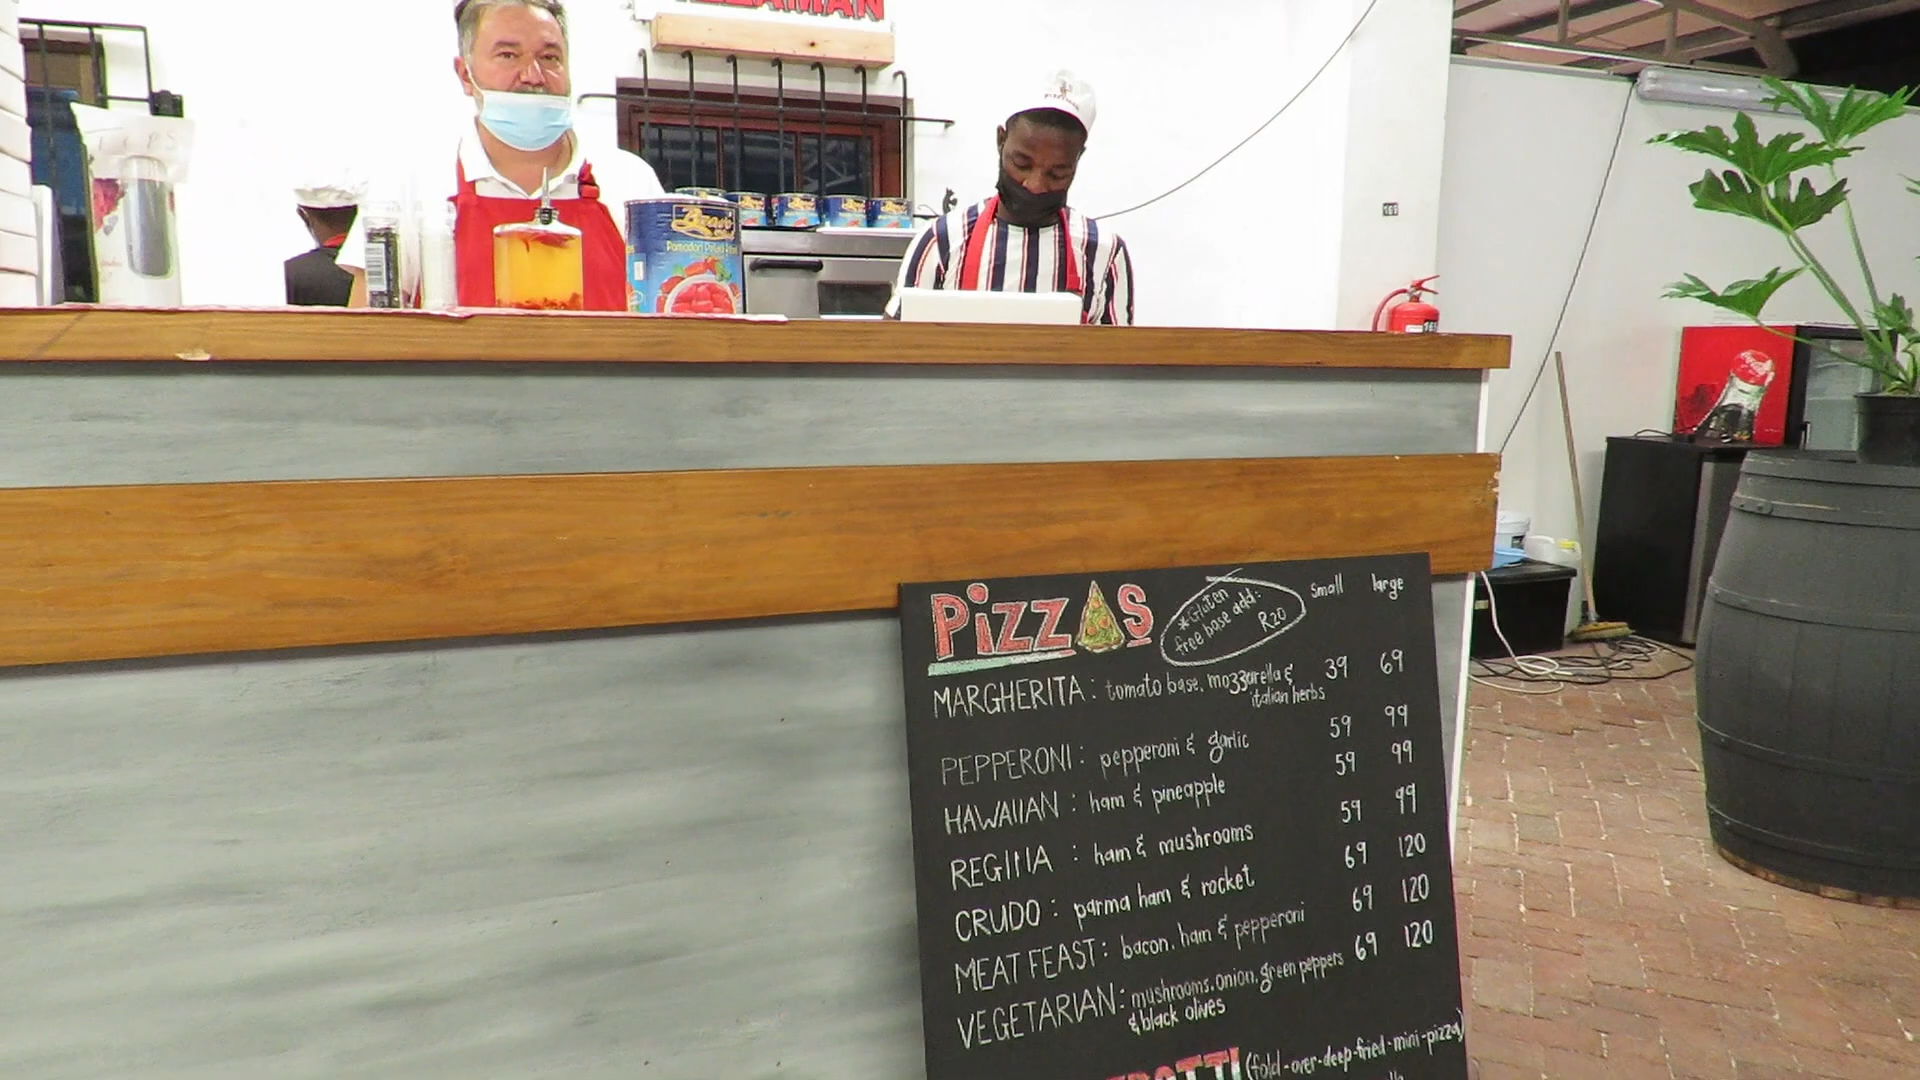 Pomodori Pelati
161
PizzAS
*Gluten
free base add:
R20
small large
MARGHERITA: tomato base, mozzarella & 39 69
italian herbs
PEPPERONI: pepperoni & garlic 59 99
HAWAIIAN: ham & pineapple 59 99
REGINA: ham & mushrooms 59 99
CRUDO: parma ham & rocket 69 120
MEAT FEAST: bacon, ham & pepperoni 69 120
VEGETARIAN: mushrooms, onion, green peppers 69 120
& black olives
(fold-over-deep-fried-mini-pizza)